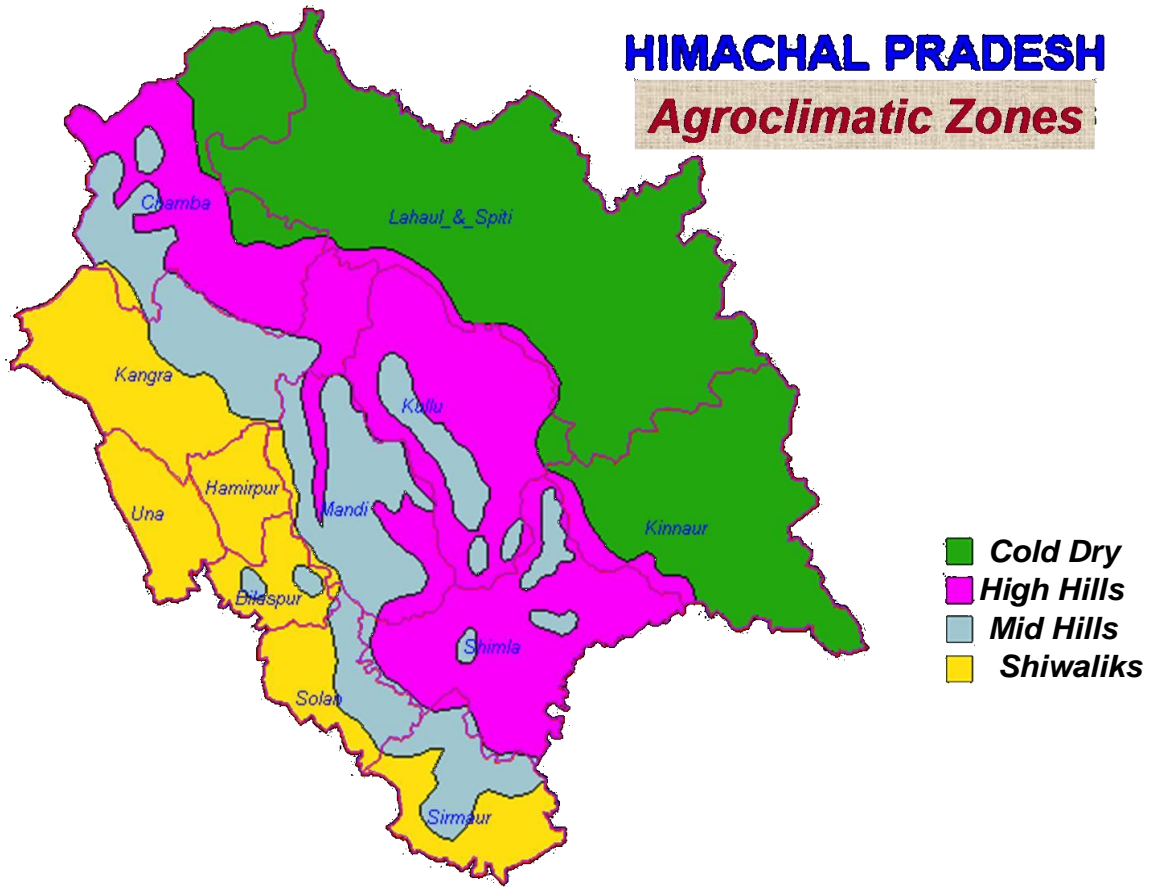 HIMACHAL PRADESH
Agroclimatic Zones
Chamba
Lahaul_&_Spiti
Kangra
Kullu
Hamirpur
Una
Mandi
Kinnaur
Bilaspur
Shimla
Solan
Sirmaur
Cold Dry
High Hills
Mid Hills
Shiwaliks